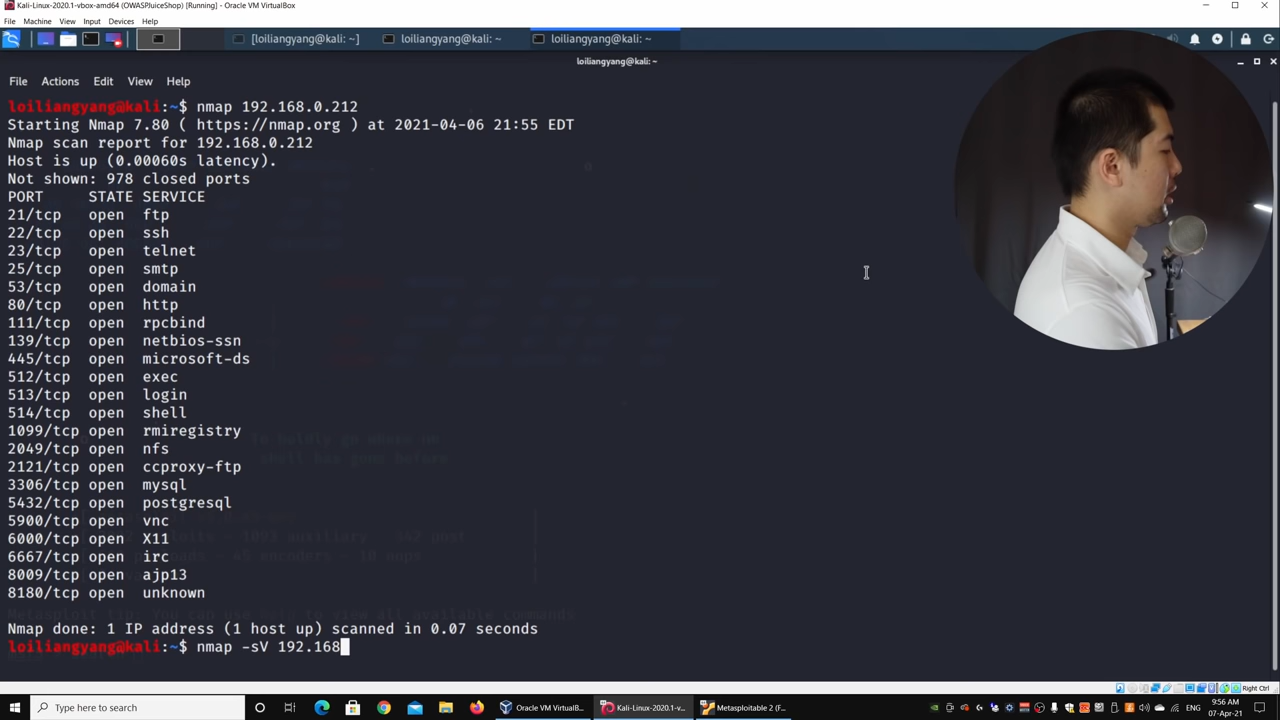 Kali-Linux-2020.1-vbox-amd64 (OWASPJuiceShop) [Running] - Oracle VM VirtualBox
File Machine View Input Devices Help
[loiliangyang@kali: ~] loiliangyang@kali: ~ loiliangyang@kali: ~
loiliangyang@kali: ~
File Actions Edit View Help
loiliangyang@kali:~$ nmap 192.168.0.212
Starting Nmap 7.80 ( https://nmap.org ) at 2021-04-06 21:55 EDT
Nmap scan report for 192.168.0.212
Host is up (0.00060s latency).
Not shown: 978 closed ports
PORT STATE SERVICE
21/tcp open ftp
22/tcp open ssh
23/tcp open telnet
25/tcp open smtp
53/tcp open domain
80/tcp open http
111/tcp open rpcbind
139/tcp open netbios-ssn
445/tcp open microsoft-ds
512/tcp open exec
513/tcp open login
514/tcp open shell
1099/tcp open rmiregistry
2049/tcp open nfs
2121/tcp open ccproxy-ftp
3306/tcp open mysql
5432/tcp open postgresql
5900/tcp open vnc
6000/tcp open X11
6667/tcp open irc
8009/tcp open ajp13
8180/tcp open unknown
Nmap done: 1 IP address (1 host up) scanned in 0.07 seconds
loiliangyang@kali:~$ nmap -sV 192.168
Right Ctrl
Type here to search
Oracle VM VirtualB... Kali-Linux-2020.1-v... Metasploitable 2 (F...
ENG
9:56 AM
07-Apr-21